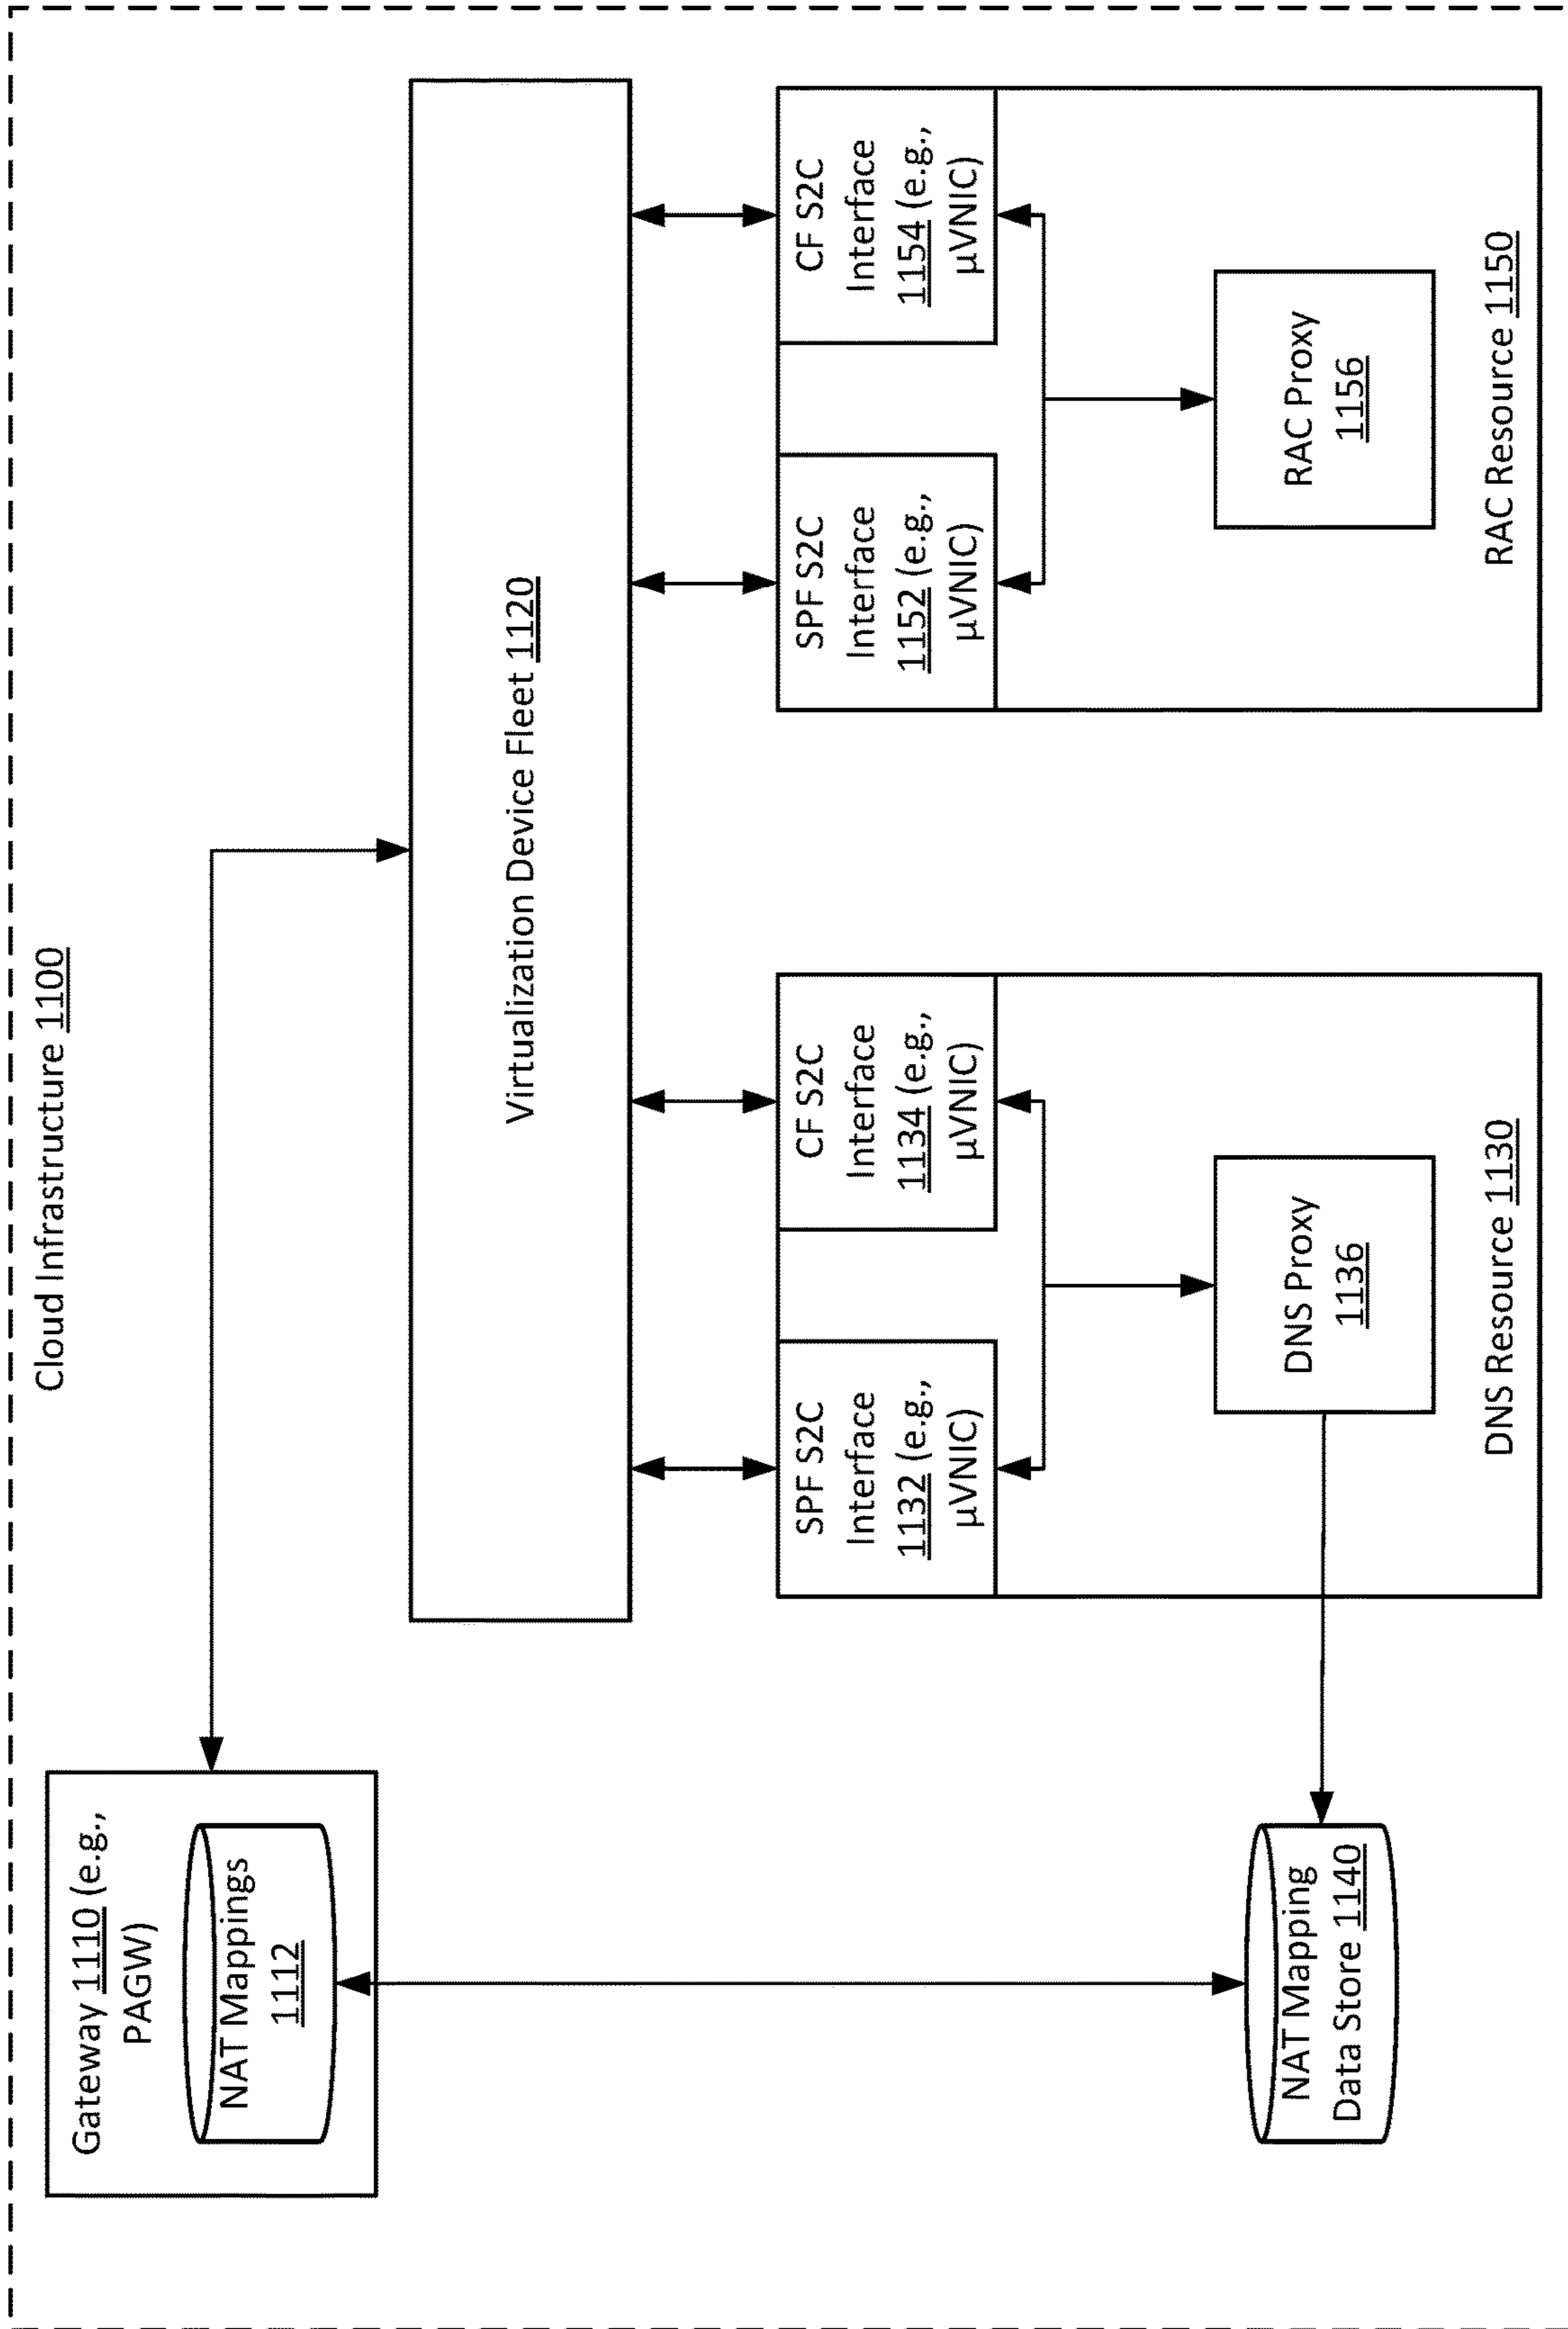 Cloud Infrastructure 1100
Gateway 1110 (e.g.,
PAGW)
NAT Mappings
1112
Virtualization Device Fleet 1120
SPF S2C
Interface
1132 (e.g.,
µVNIC)
CF S2C
Interface
1134 (e.g.,
µVNIC)
SPF S2C
Interface
1152 (e.g.,
µVNIC)
CF S2C
Interface
1154 (e.g.,
µVNIC)
NAT Mapping
Data Store 1140
DNS Proxy
1136
RAC Proxy
1156
DNS Resource 1130
RAC Resource 1150